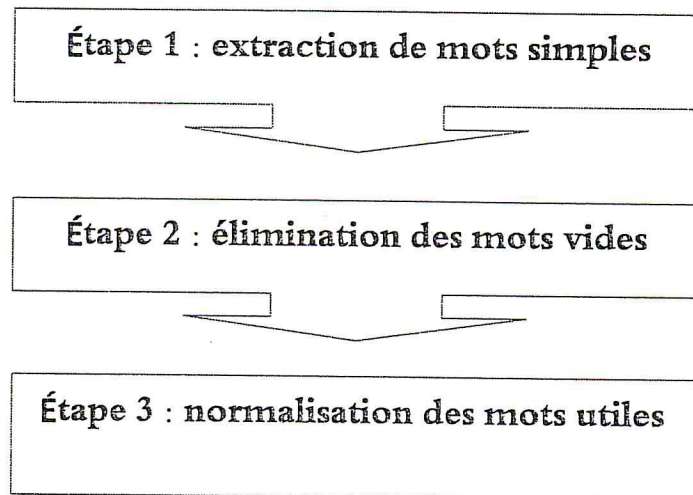 Étape 1 : extraction de mots simples
Étape 2 : élimination des mots vides
Étape 3 : normalisation des mots utiles